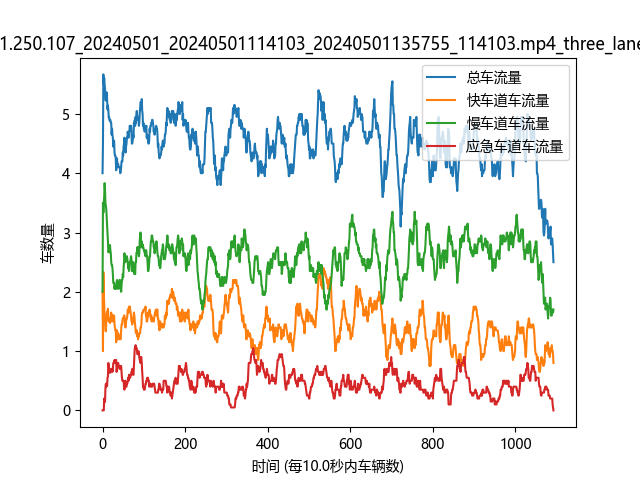 1.250.107_20240501_20240501114103_20240501135755_114103.mp4_three_lane
总车流量
快车道车流量
慢车道车流量
应急车道车流量
车数量
5
4
3
2
1
0
0 200 400 600 800 1000
时间 (每10.0秒内车辆数)